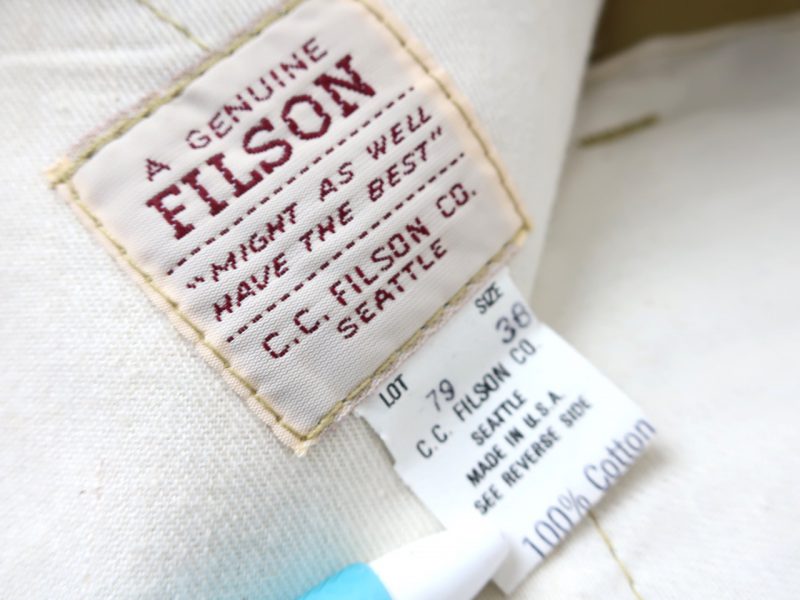 A GENUINE
FILSON
"MIGHT AS WELL
HAVE THE BEST"
C.C. FILSON CO.
SEATTLE
SIZE
LOT 79 36
C.C. FILSON CO.
SEATTLE
MADE IN U.S.A.
SEE REVERSE SIDE
100% Cotton